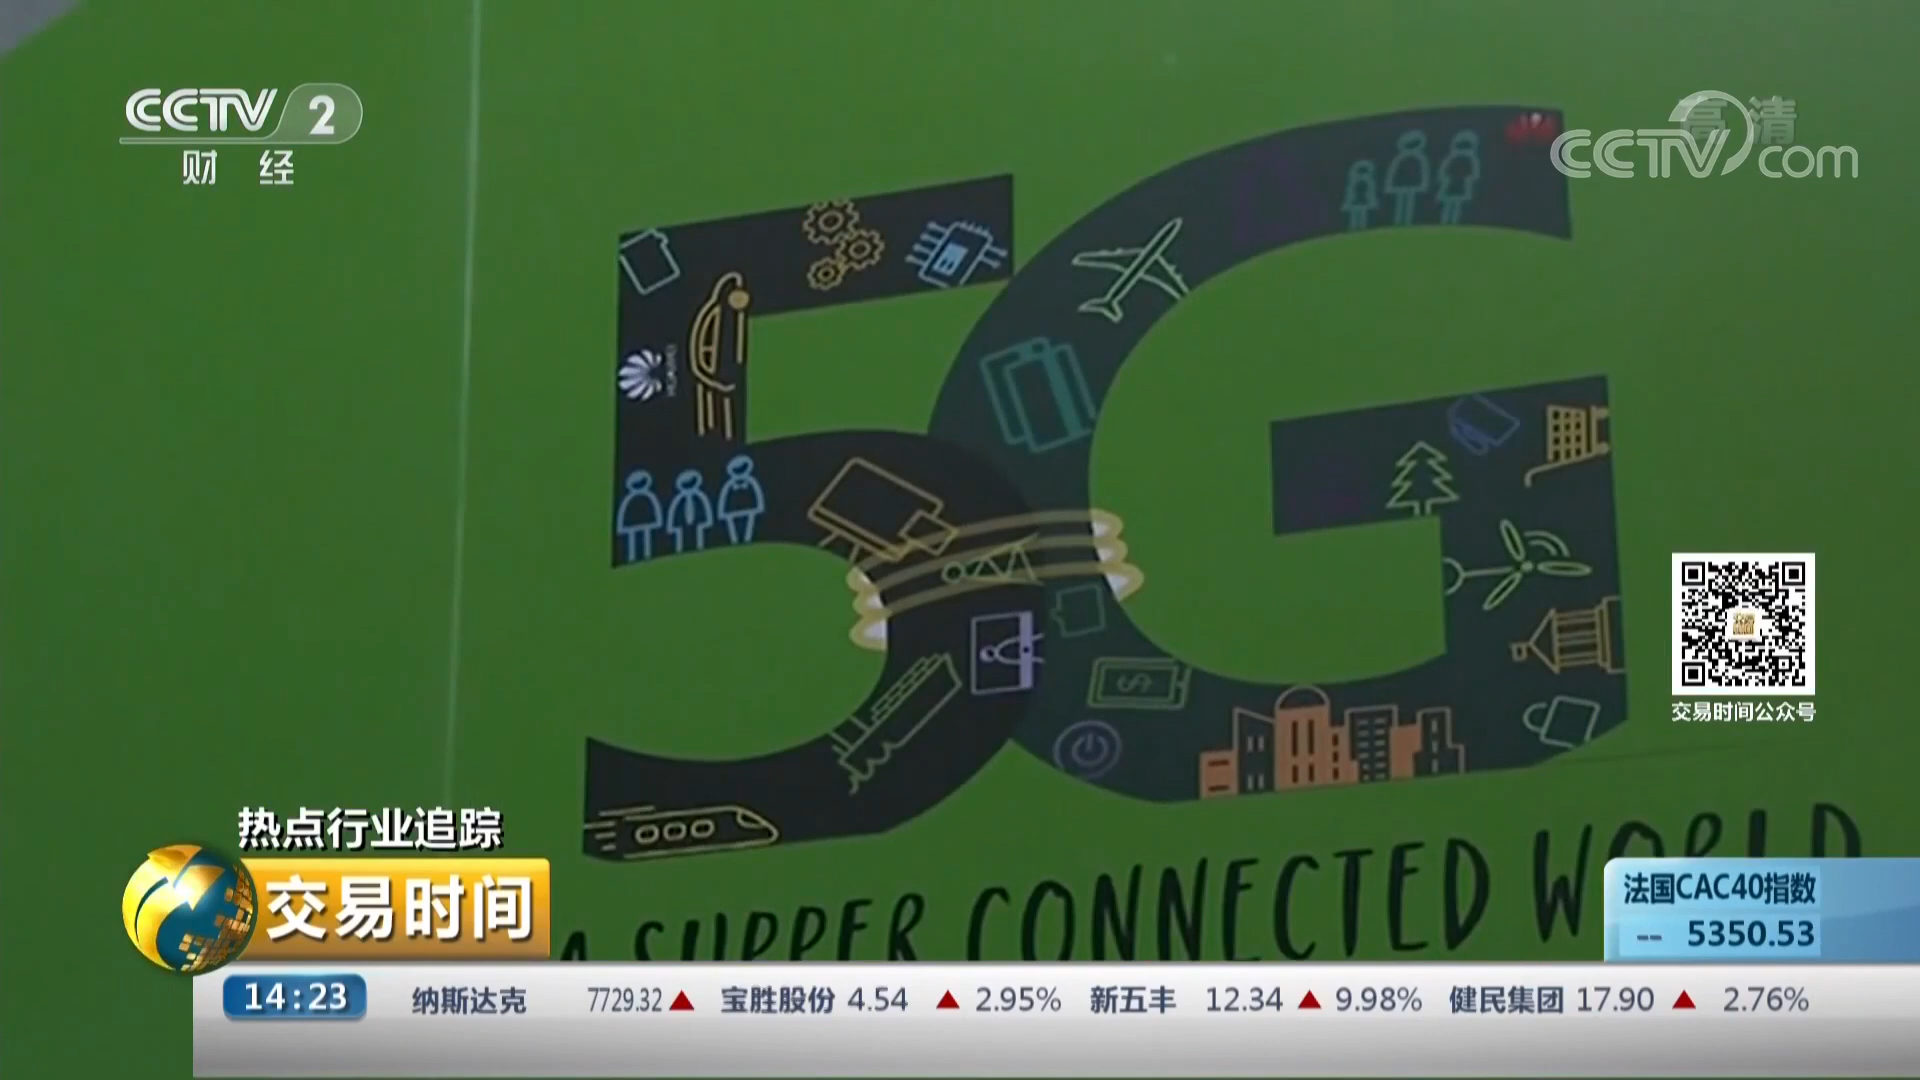 CCTV 2
财 经
高清
CCTV com
5G
HUAWEI
交易时间公众号
热点行业追踪
交易时间
A SUPPER CONNECTED WORLD
法国CAC40指数
-- 5350.53
14:23 纳斯达克 7729.32▲ 宝胜股份 4.54 ▲ 2.95% 新五丰 12.34 ▲ 9.98% 健民集团 17.90 ▲ 2.76%